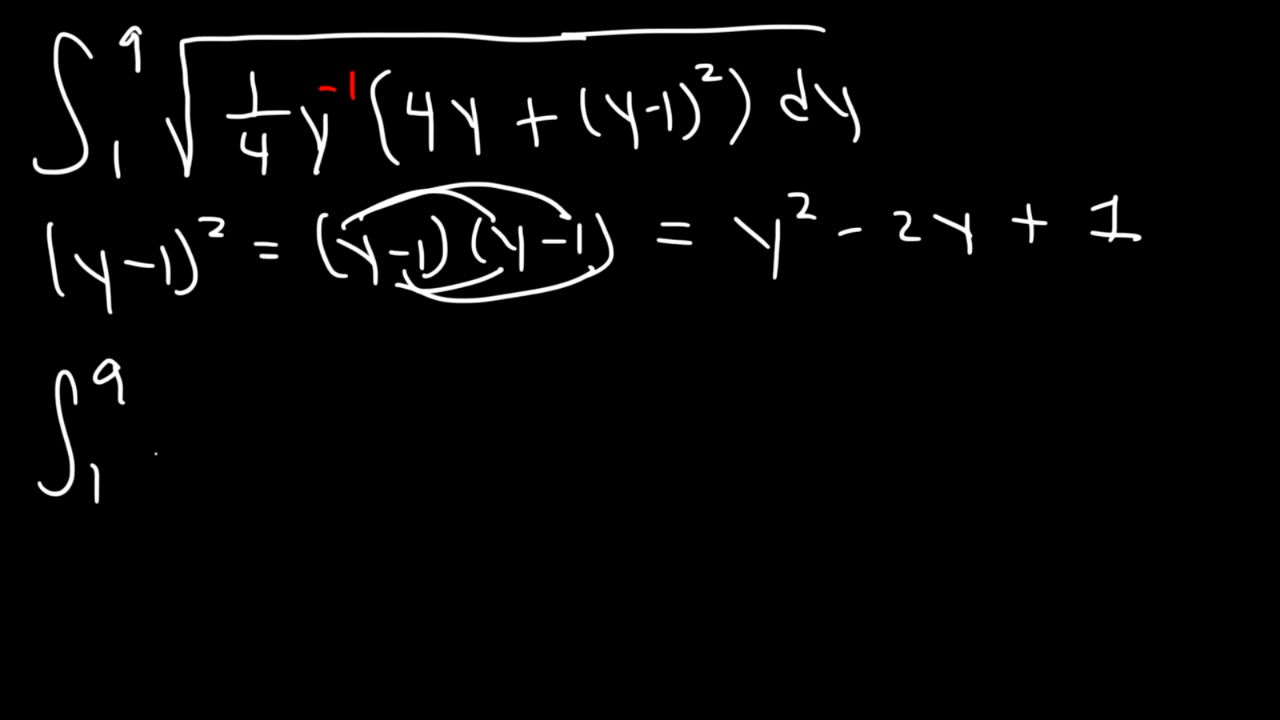 ∫₁⁹ √(1/4 y⁻¹ (4y + (y-1)²)) dy
(y-1)² = (y-1)(y-1) = y² - 2y + 1
∫₁⁹